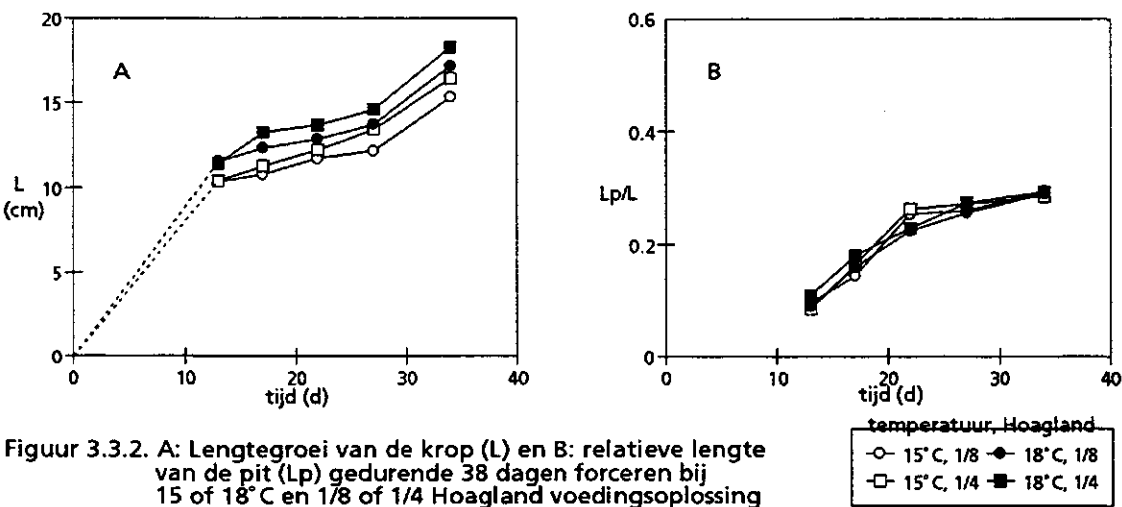 20
15
10
5
0
L
(cm)
A
0
10
20
30
40
tijd (d)
0.6
0.4
0.2
0
Lp/L
B
0
10
20
30
40
tijd (d)
Figuur 3.3.2. A: Lengtegroei van de krop (L) en B: relatieve lengte
van de pit (Lp) gedurende 38 dagen forceren bij
15 of 18°C en 1/8 of 1/4 Hoagland voedingsoplossing
temperatuur, Hoagland
15°C, 1/8 18°C, 1/8
15°C, 1/4 18°C, 1/4